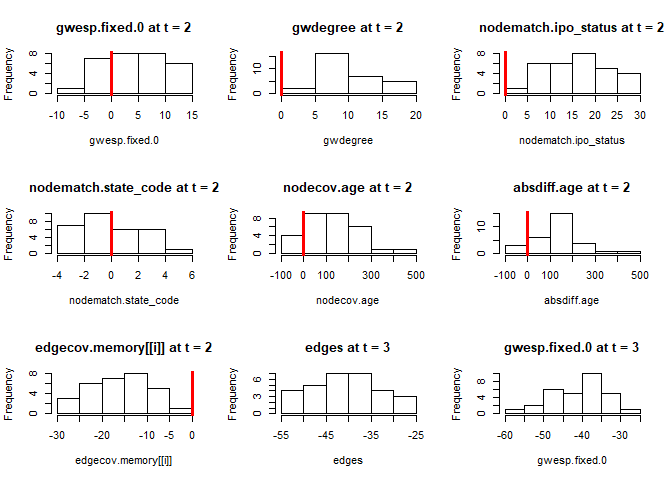 gwesp.fixed.0 at t = 2
Frequency
0 4 8
-10 -5 0 5 10 15
gwesp.fixed.0
gwdegree at t = 2
Frequency
0 10
0 5 10 15 20
gwdegree
nodematch.ipo_status at t = 2
Frequency
0 4 8
0 5 10 15 20 25 30
nodematch.ipo_status
nodematch.state_code at t = 2
Frequency
0 4 8
-4 -2 0 2 4 6
nodematch.state_code
nodecov.age at t = 2
Frequency
0 4 8
-100 0 100 300 500
nodecov.age
absdiff.age at t = 2
Frequency
0 10
-100 0 100 300 500
absdiff.age
edgecov.memory[[i]] at t = 2
Frequency
0 4 8
-30 -20 -10 -5 0
edgecov.memory[[i]]
edges at t = 3
Frequency
0 3 6
-55 -45 -35 -25
edges
gwesp.fixed.0 at t = 3
Frequency
0 4 8
-60 -50 -40 -30
gwesp.fixed.0